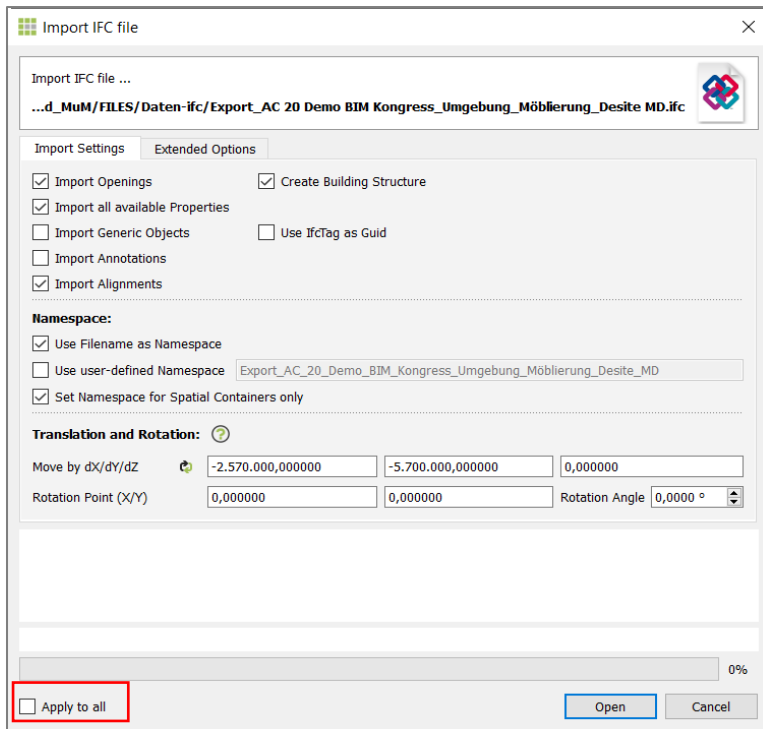 Import IFC file
Import IFC file ...
...d_MuM/FILES/Daten-ifc/Export_AC 20 Demo BIM Kongress_Umgebung_Möblierung_Desite MD.ifc
Import Settings Extended Options
Import Openings Create Building Structure
Import all available Properties
Import Generic Objects Use IfcTag as Guid
Import Annotations
Import Alignments
Namespace:
Use Filename as Namespace
Use user-defined Namespace Export_AC_20_Demo_BIM_Kongress_Umgebung_Möblierung_Desite_MD
Set Namespace for Spatial Containers only
Translation and Rotation: ?
Move by dX/dY/dZ -2.570.000,000000 -5.700.000,000000 0,000000
Rotation Point (X/Y) 0,000000 0,000000 Rotation Angle 0,0000 °
0%
Apply to all Open Cancel